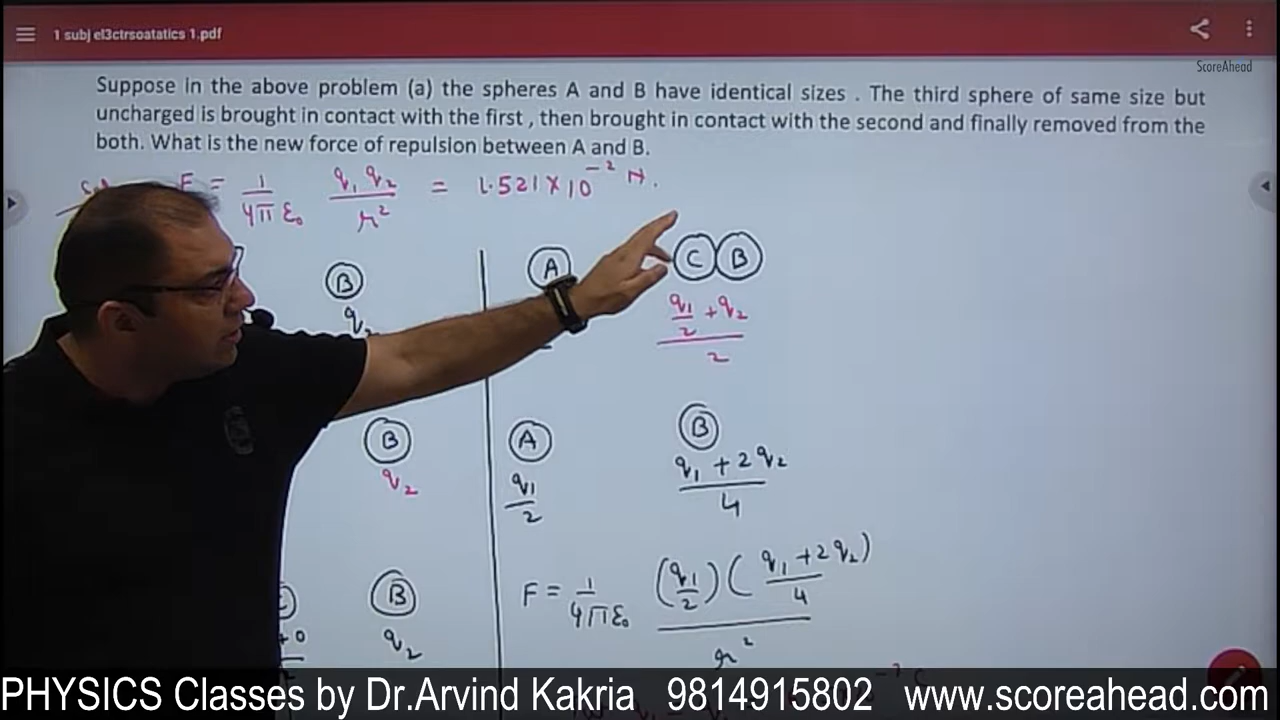 1 subj el3ctrsoatatics 1.pdf
ScoreAhead
Suppose in the above problem (a) the spheres A and B have identical sizes . The third sphere of same size but
uncharged is brought in contact with the first , then brought in contact with the second and finally removed from the
both. What is the new force of repulsion between A and B.
F = 1/4πε₀ q₁q₂/r² = 1.521 × 10⁻² N.
B
q₂
A
C B
(q₁/2 + q₂)/2
B
q₂
A
q₁/2
B
(q₁ + 2q₂)/4
B
q₂
F = 1/4πε₀ (q₁/2)((q₁ + 2q₂)/4)/r²
PHYSICS Classes by Dr.Arvind Kakria 9814915802 www.scoreahead.com